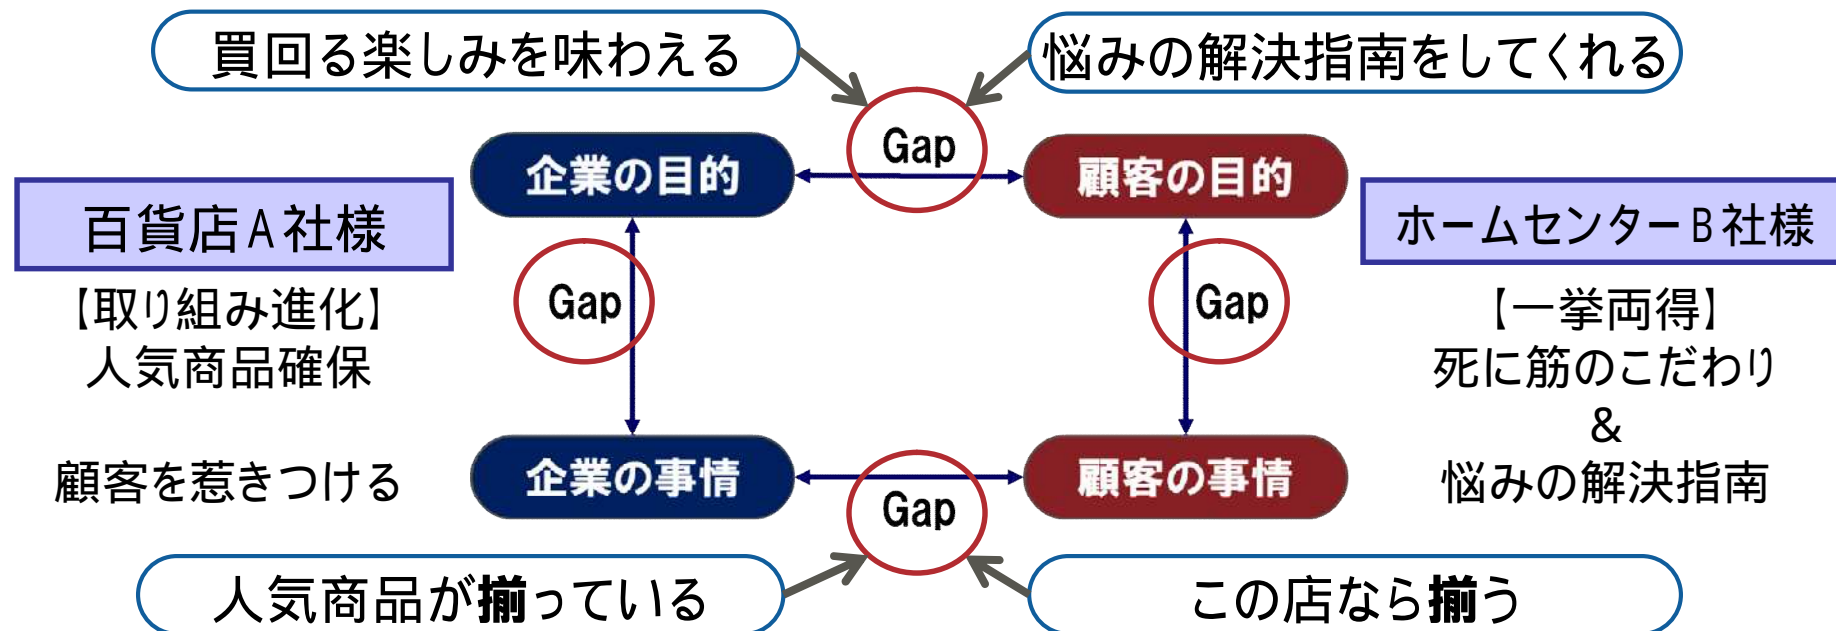 買回る楽しみを味わえる
悩みの解決指南をしてくれる
Gap
企業の目的
顧客の目的
百貨店A社様
ホームセンターB社様
【取り組み進化】
人気商品確保
顧客を惹きつける
Gap
Gap
【一挙両得】
死に筋のこだわり
&
悩みの解決指南
企業の事情
顧客の事情
Gap
人気商品が揃っている
この店なら揃う